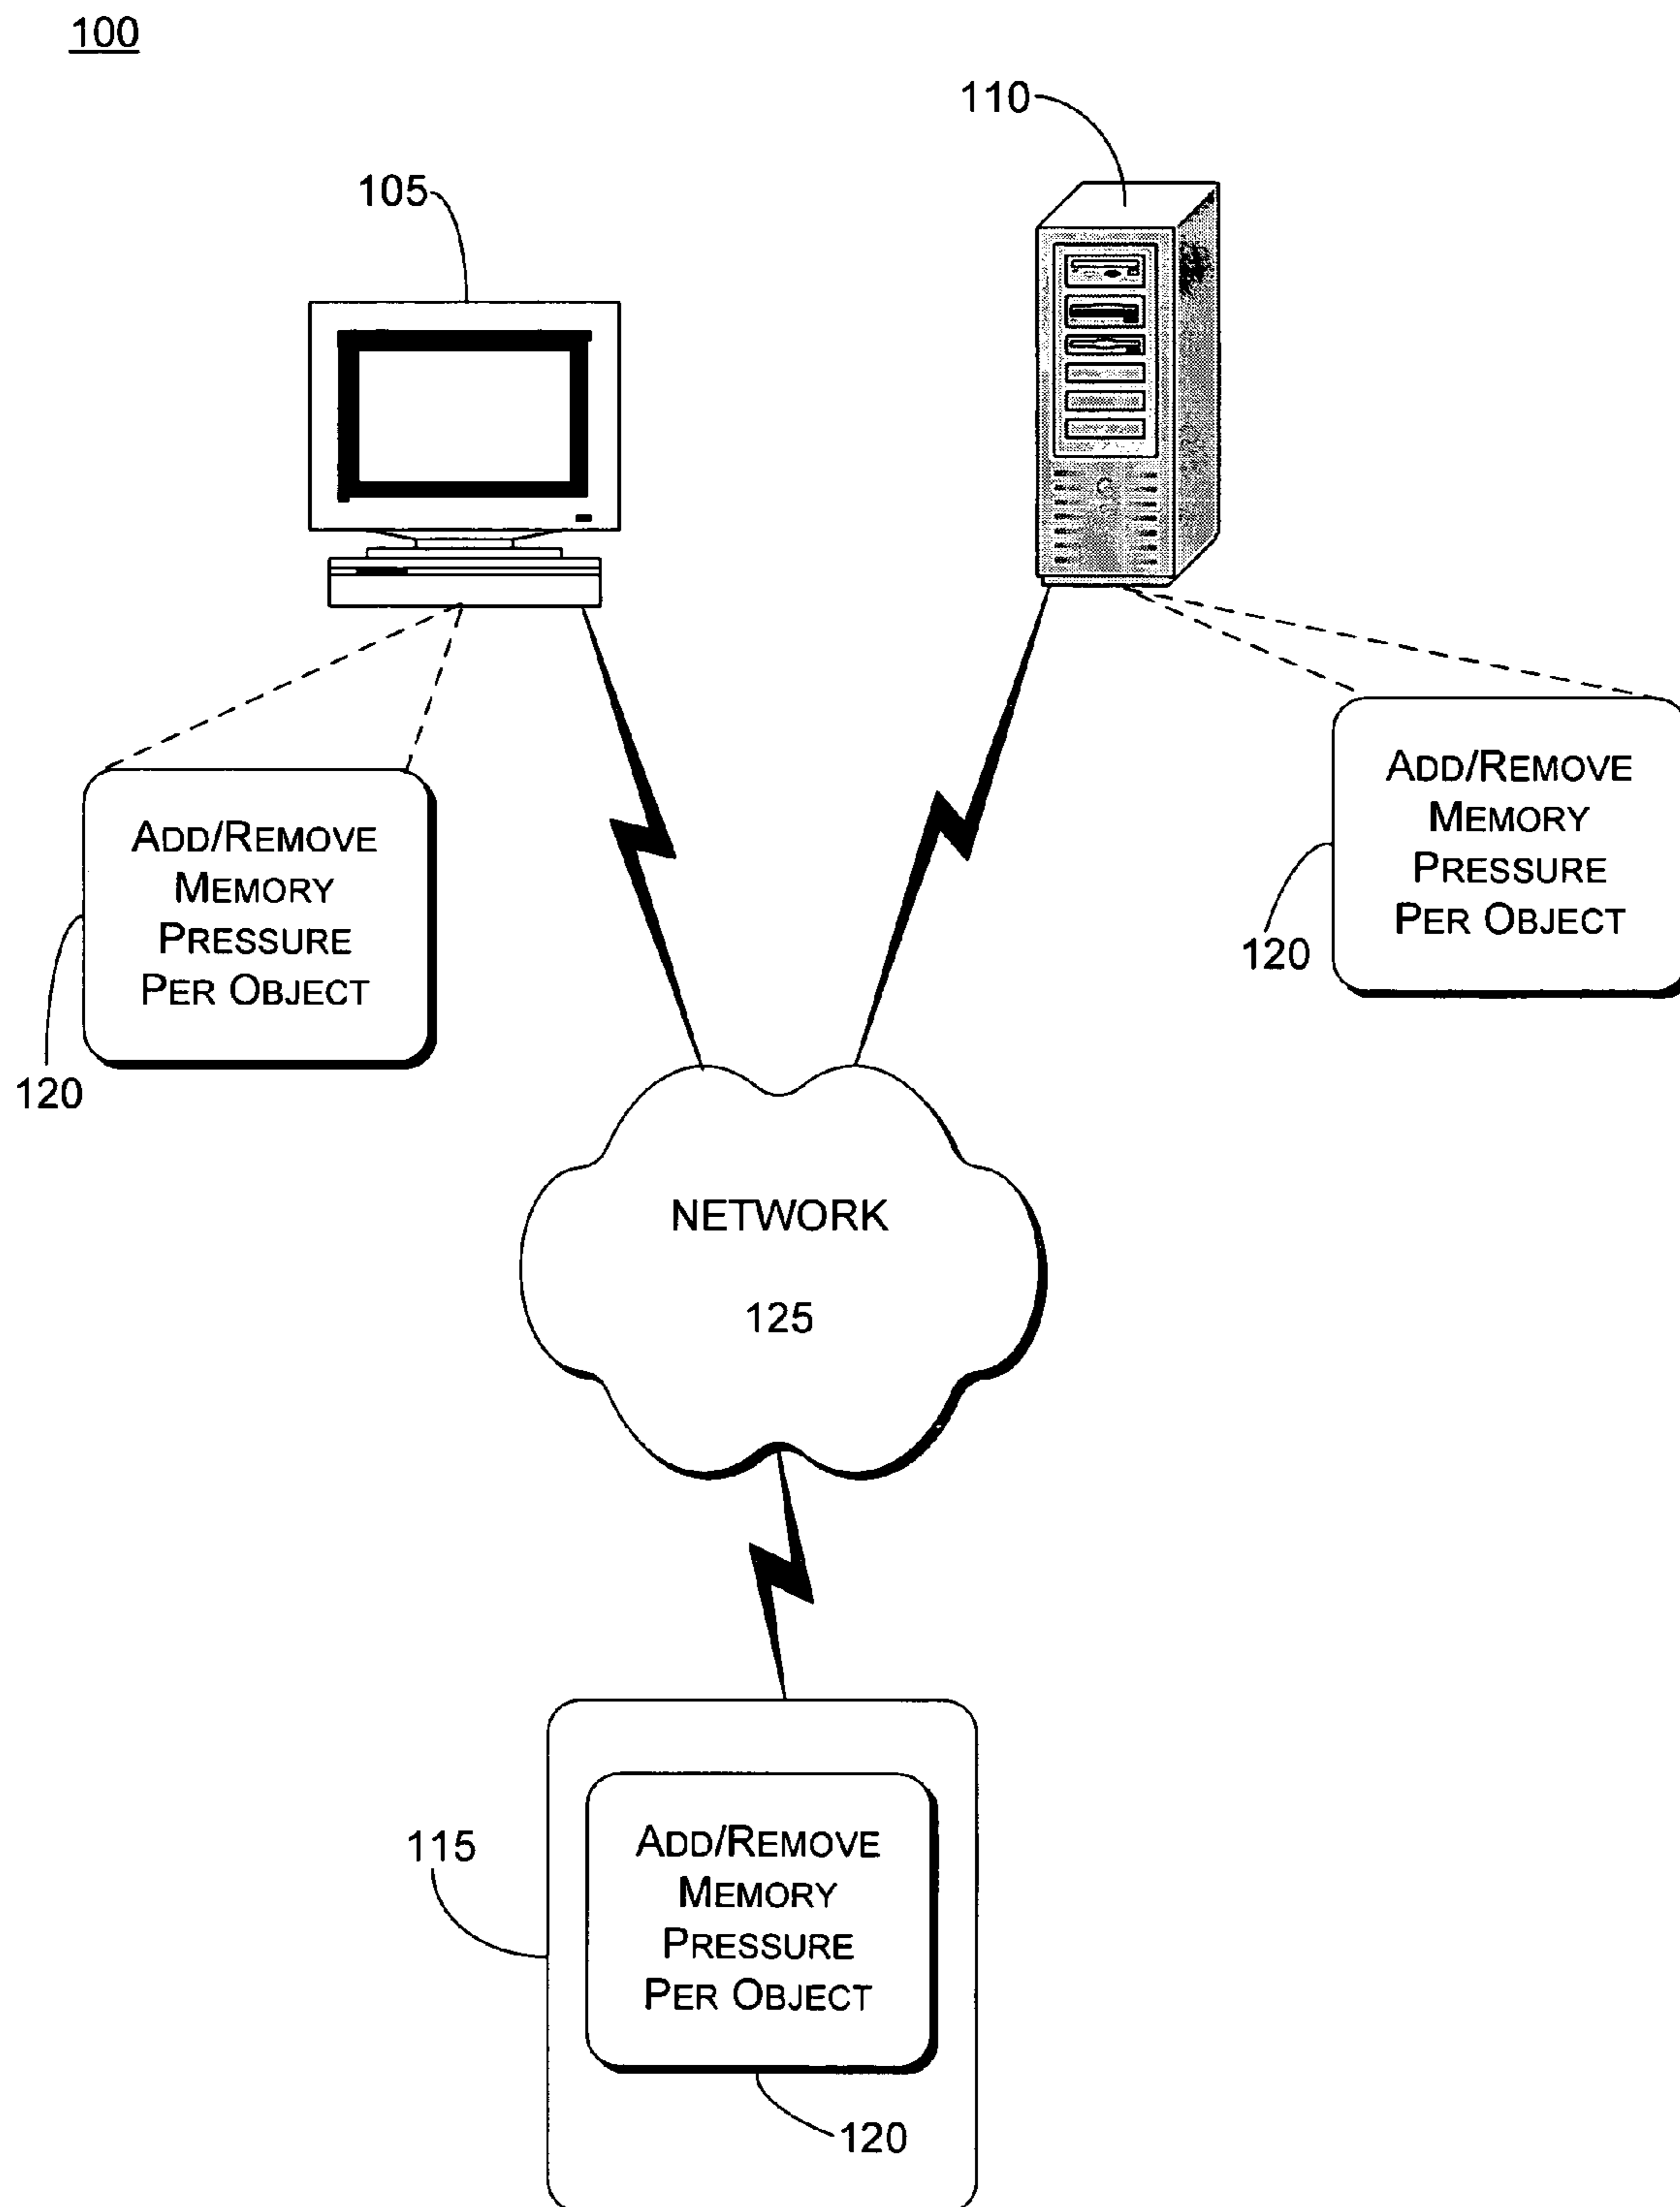 100
110
105
ADD/REMOVE
MEMORY
PRESSURE
PER OBJECT
120
ADD/REMOVE
MEMORY
PRESSURE
PER OBJECT
120
NETWORK
125
115
ADD/REMOVE
MEMORY
PRESSURE
PER OBJECT
120